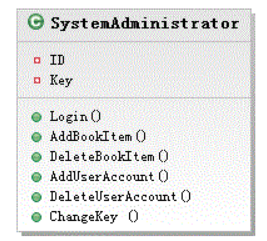 C SystemAdministrator
ID
Key
Login()
AddBookItem()
DeleteBookItem()
AddUserAccount()
DeleteUserAccount()
ChangeKey ()